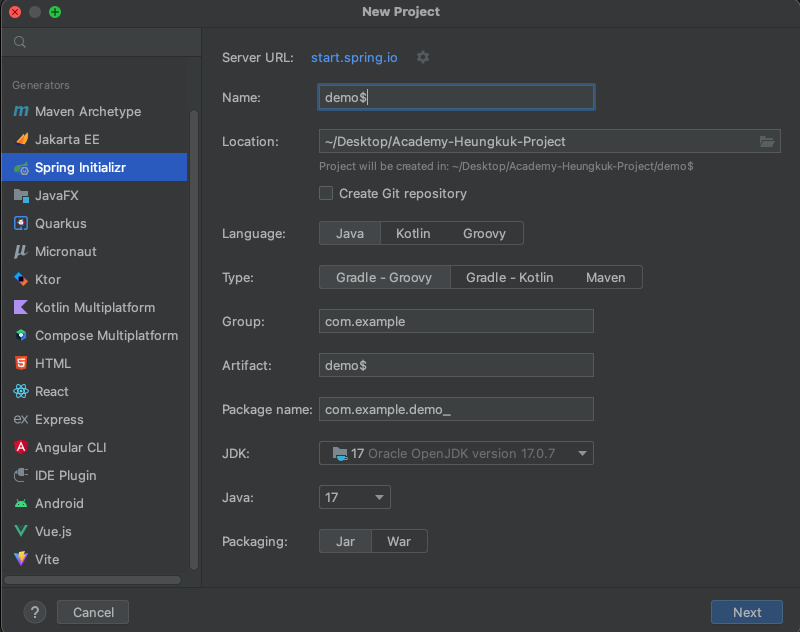 New Project
Generators
Maven Archetype
Jakarta EE
Spring Initializr
JavaFX
Quarkus
Micronaut
Ktor
Kotlin Multiplatform
Compose Multiplatform
HTML
React
Express
Angular CLI
IDE Plugin
Android
Vue.js
Vite
Server URL: start.spring.io
Name: demo$
Location: ~/Desktop/Academy-Heungkuk-Project
Project will be created in: ~/Desktop/Academy-Heungkuk-Project/demo$
Create Git repository
Language: Java Kotlin Groovy
Type: Gradle - Groovy Gradle - Kotlin Maven
Group: com.example
Artifact: demo$
Package name: com.example.demo_
JDK: 17 Oracle OpenJDK version 17.0.7
Java: 17
Packaging: Jar War
? Cancel Next